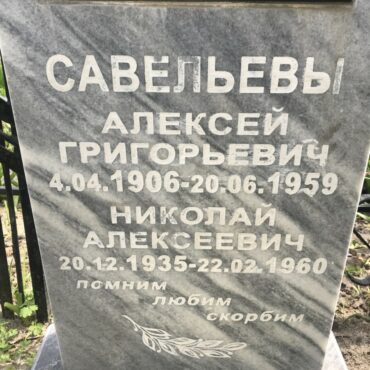 САВЕЛЬЕВЫ
АЛЕКСЕЙ
ГРИГОРЬЕВИЧ
4.04.1906-20.06.1959
НИКОЛАЙ
АЛЕКСЕЕВИЧ
20.12.1935-22.02.1960
помним
любим
скорбим